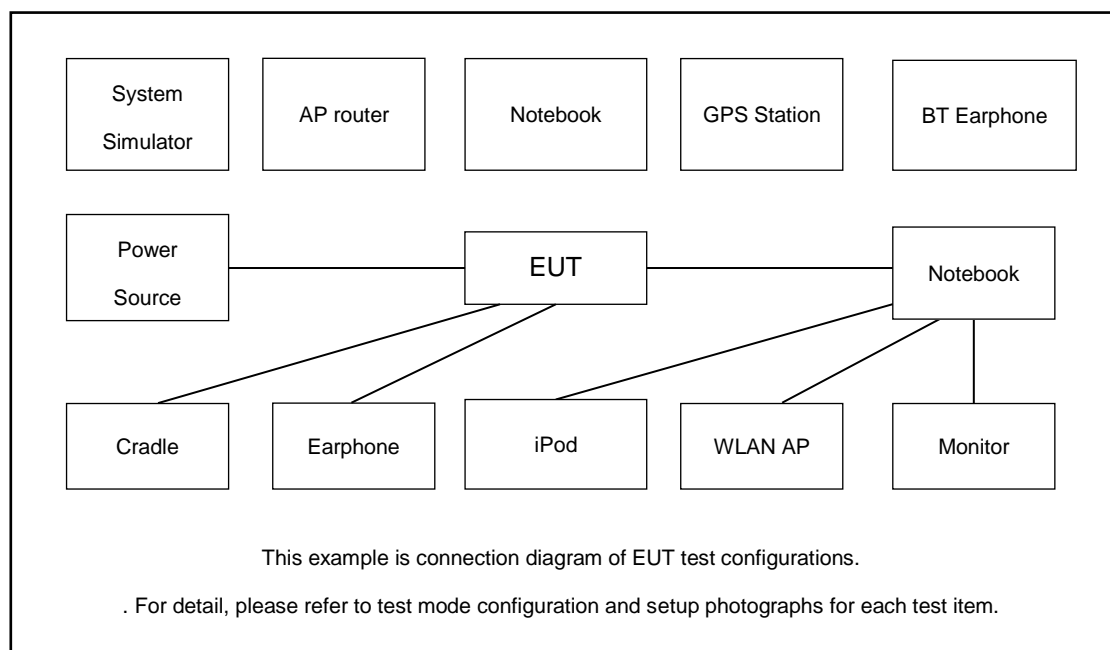 System
Simulator
AP router
Notebook
GPS Station
BT Earphone
Power
Source
EUT
Notebook
Cradle
Earphone
iPod
WLAN AP
Monitor
This example is connection diagram of EUT test configurations.
. For detail, please refer to test mode configuration and setup photographs for each test item.